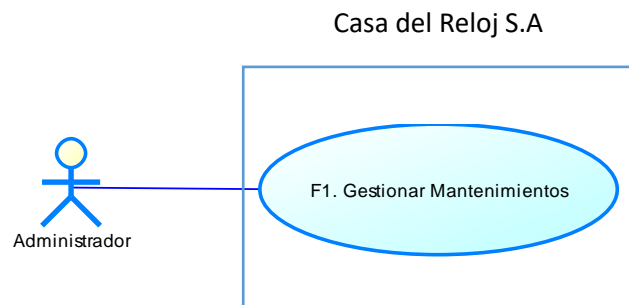 Casa del Reloj S.A
F1. Gestionar Mantenimientos
Administrador